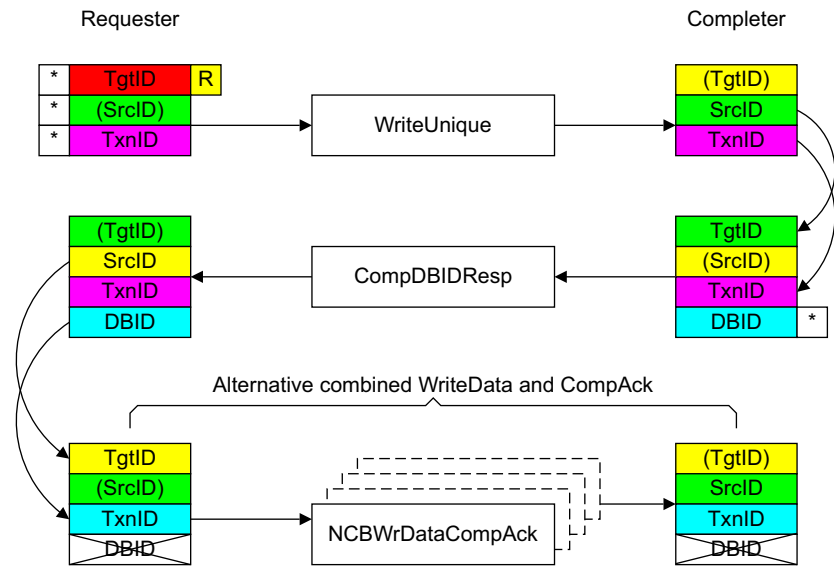 Requester
Completer
* TgtID R
* (SrcID)
* TxnID
WriteUnique
(TgtID)
SrcID
TxnID
(TgtID)
SrcID
TxnID
DBID
CompDBIDResp
TgtID
(SrcID)
TxnID
DBID *
Alternative combined WriteData and CompAck
TgtID
(SrcID)
TxnID
DBID
NCBWrDataCompAck
(TgtID)
SrcID
TxnID
DBID